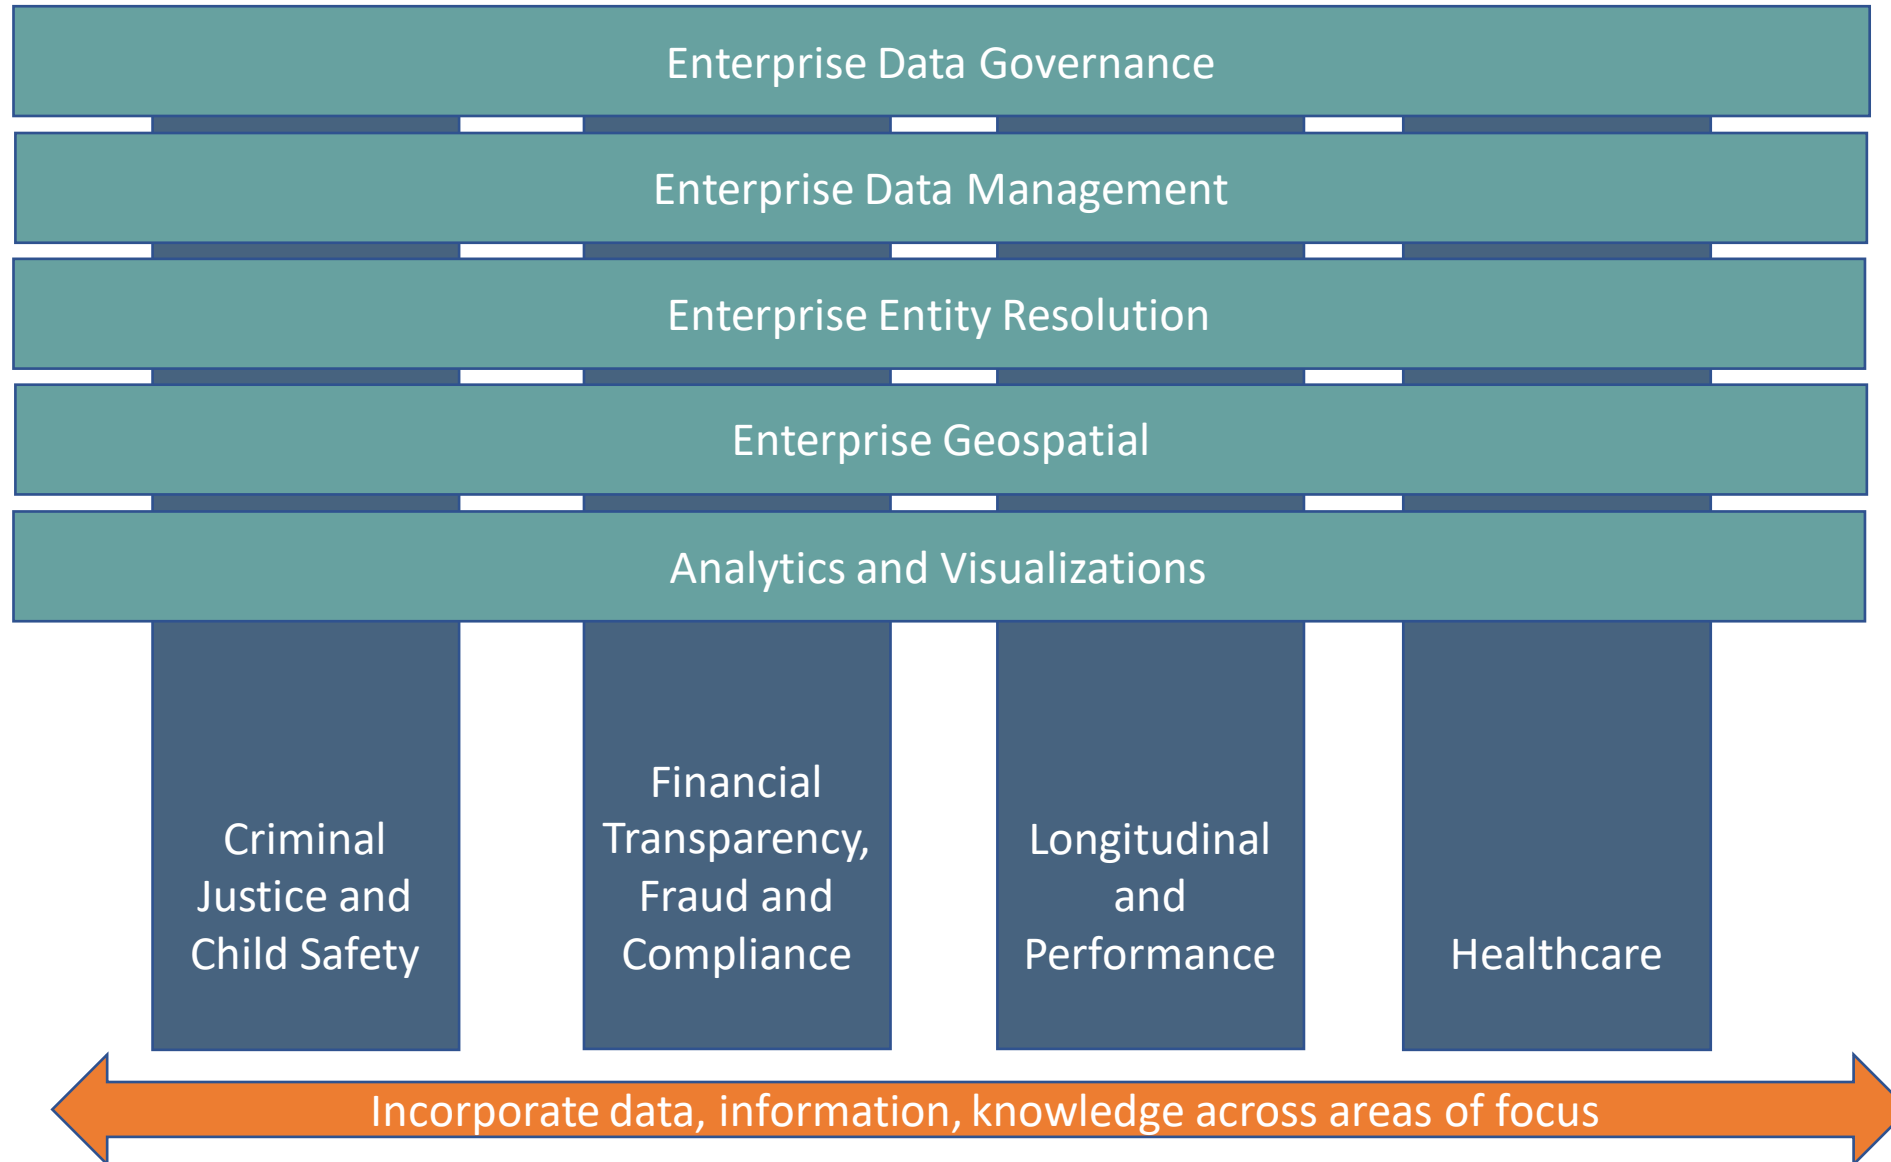 Enterprise Data Governance
Enterprise Data Management
Enterprise Entity Resolution
Enterprise Geospatial
Analytics and Visualizations
Criminal
Justice and
Child Safety
Financial
Transparency,
Fraud and
Compliance
Longitudinal
and
Performance
Healthcare
Incorporate data, information, knowledge across areas of focus